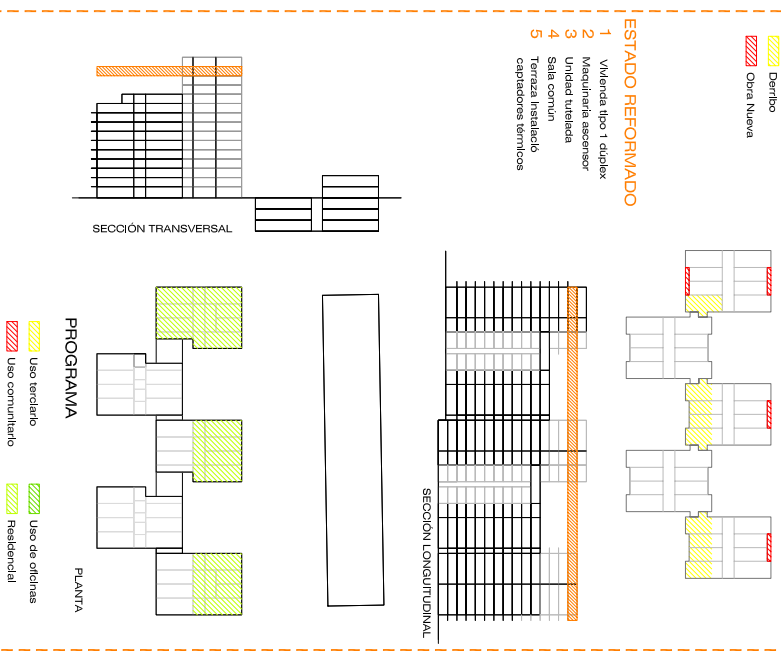 Derribo
Obra Nueva
ESTADO REFORMADO
1 Vivienda tipo 1 dúplex
2 Maquinaria ascensor
3 Unidad tutelada
4 Sala común
5 Terraza instalació
captadores térmicos
SECCIÓN TRANSVERSAL
SECCIÓN LONGUITUDINAL
PROGRAMA
Uso terciario
Uso comunitario
Uso de oficinas
Residencial
PLANTA